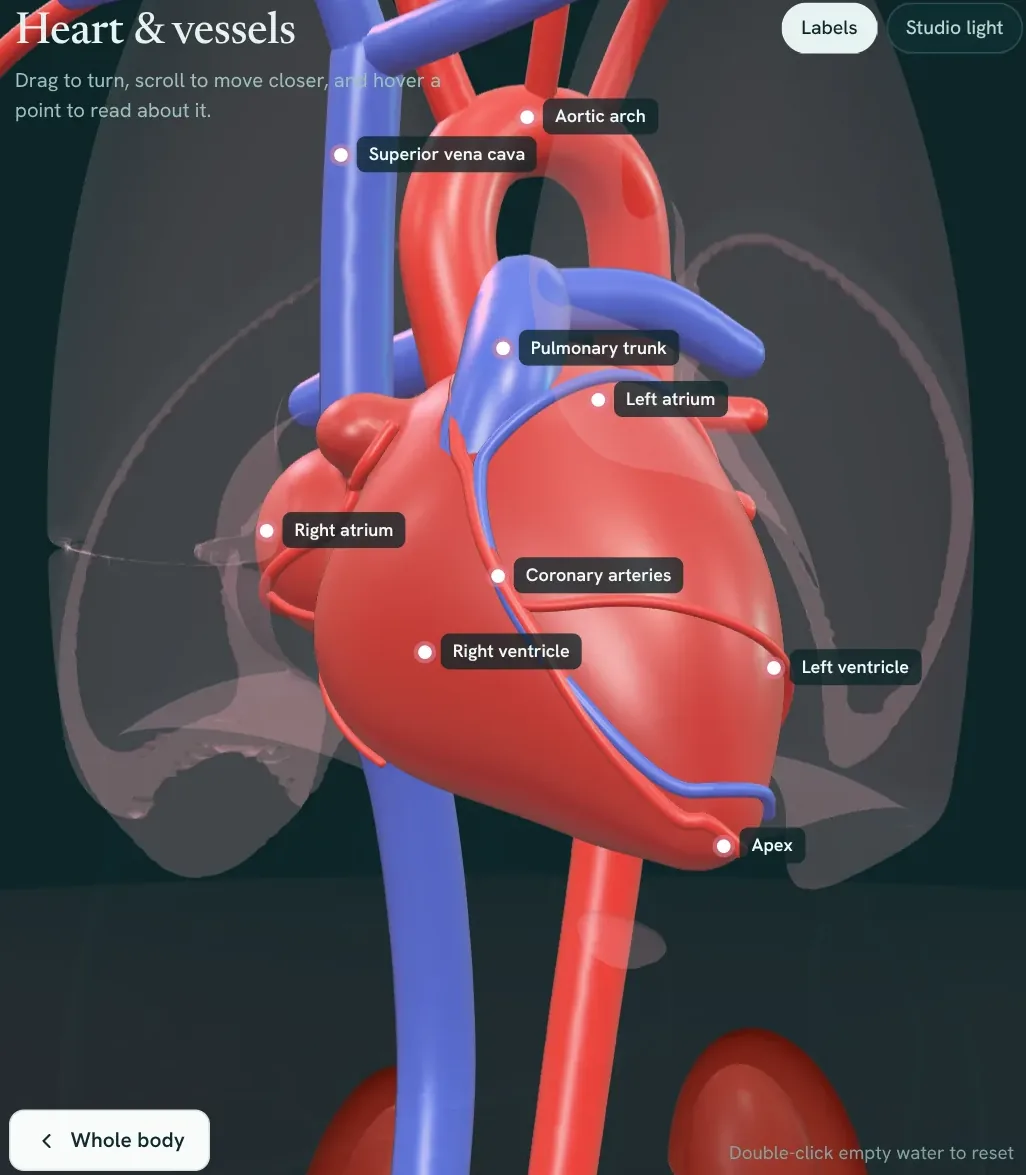 Heart & vessels
Labels
Studio light
Drag to turn, scroll to move closer, and hover a
point to read about it.
Aortic arch
Superior vena cava
Pulmonary trunk
Left atrium
Right atrium
Coronary arteries
Right ventricle
Left ventricle
Apex
Whole body
Double-click empty water to reset